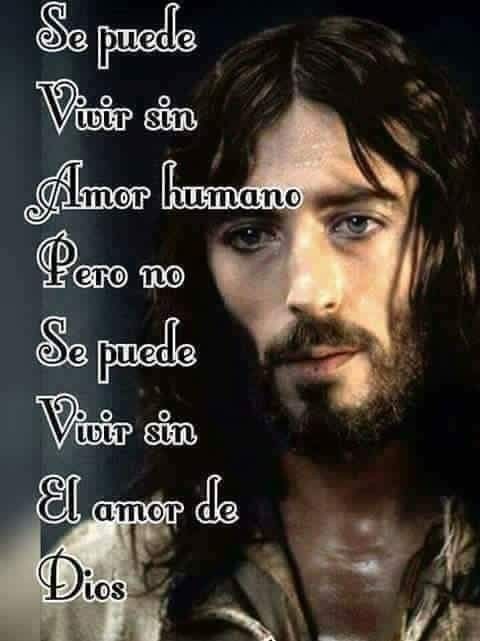 Se puede
Vivir sin
Amor humano
Pero no
Se puede
Vivir sin
El amor de
Dios